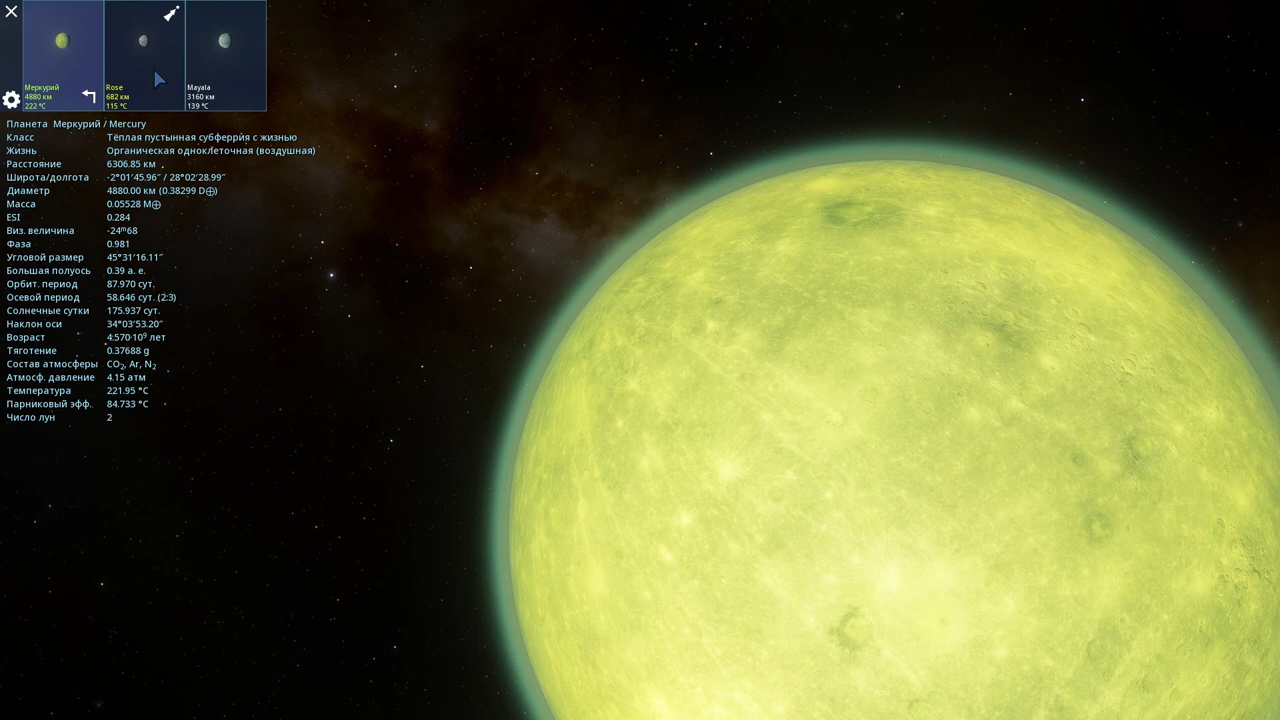 Меркурий
4880 км
222 °C
Rose
682 км
115 °C
Mayala
3160 км
139 °C
Планета Меркурий / Mercury
Класс Тёплая пустынная субферрия с жизнью
Жизнь Органическая одноклеточная (воздушная)
Расстояние 6306.85 км
Широта/долгота -2°01′45.96″ / 28°02′28.99″
Диаметр 4880.00 км (0.38299 D⊕)
Масса 0.05528 M⊕
ESI 0.284
Виз. величина -24ᵐ68
Фаза 0.981
Угловой размер 45°31′16.11″
Большая полуось 0.39 а. е.
Орбит. период 87.970 сут.
Осевой период 58.646 сут. (2:3)
Солнечные сутки 175.937 сут.
Наклон оси 34°03′53.20″
Возраст 4.570·10⁹ лет
Тяготение 0.37688 g
Состав атмосферы CO₂, Ar, N₂
Атмосф. давление 4.15 атм
Температура 221.95 °C
Парниковый эфф. 84.733 °C
Число лун 2